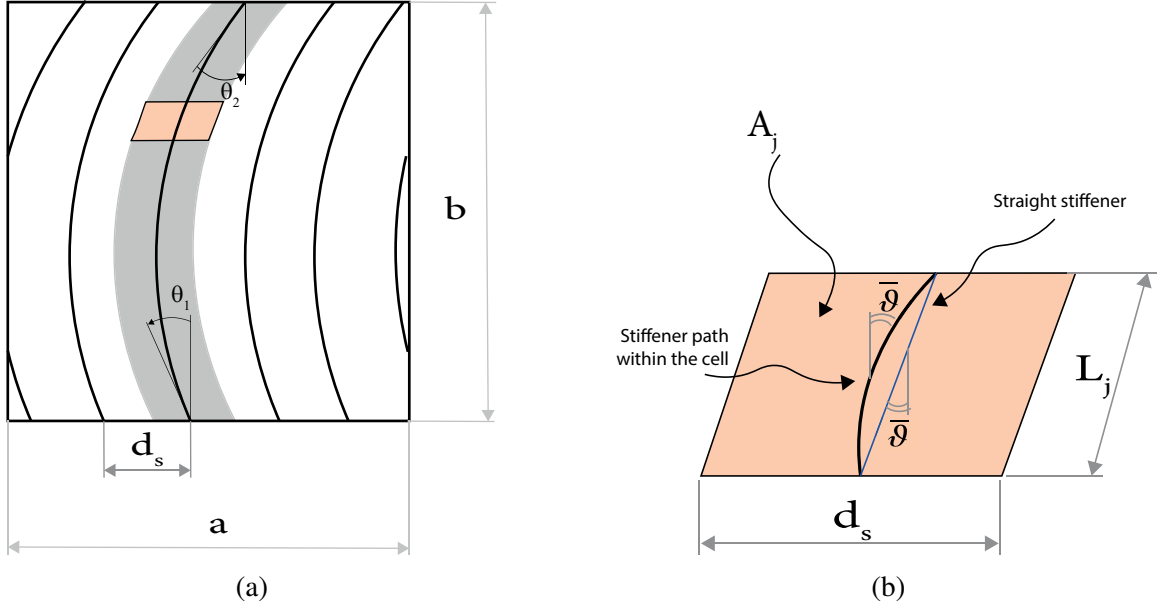 θ₂
b
θ₁
dₛ
a
(a)
Aⱼ
Straight stiffener
ϑ̅
Stiffener path
within the cell
Lⱼ
ϑ̅
dₛ
(b)